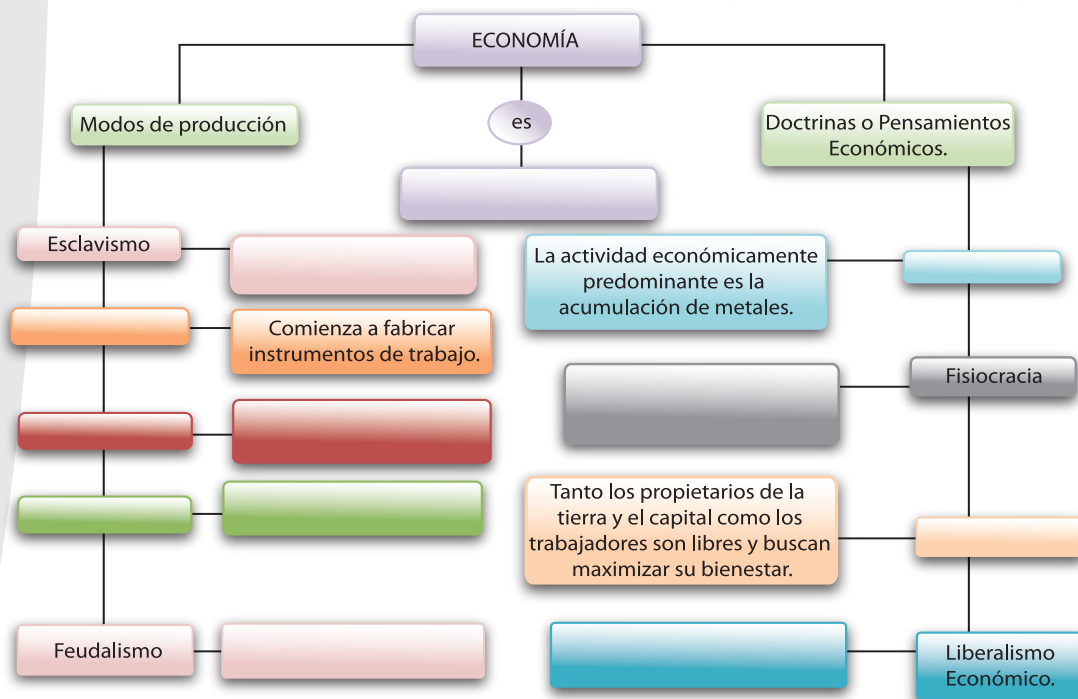 ECONOMÍA
es
Modos de producción
Esclavismo
Comienza a fabricar
instrumentos de trabajo.
Feudalismo
Doctrinas o Pensamientos
Económicos.
La actividad económicamente
predominante es la
acumulación de metales.
Fisiocracia
Tanto los propietarios de la
tierra y el capital como los
trabajadores son libres y buscan
maximizar su bienestar.
Liberalismo
Económico.